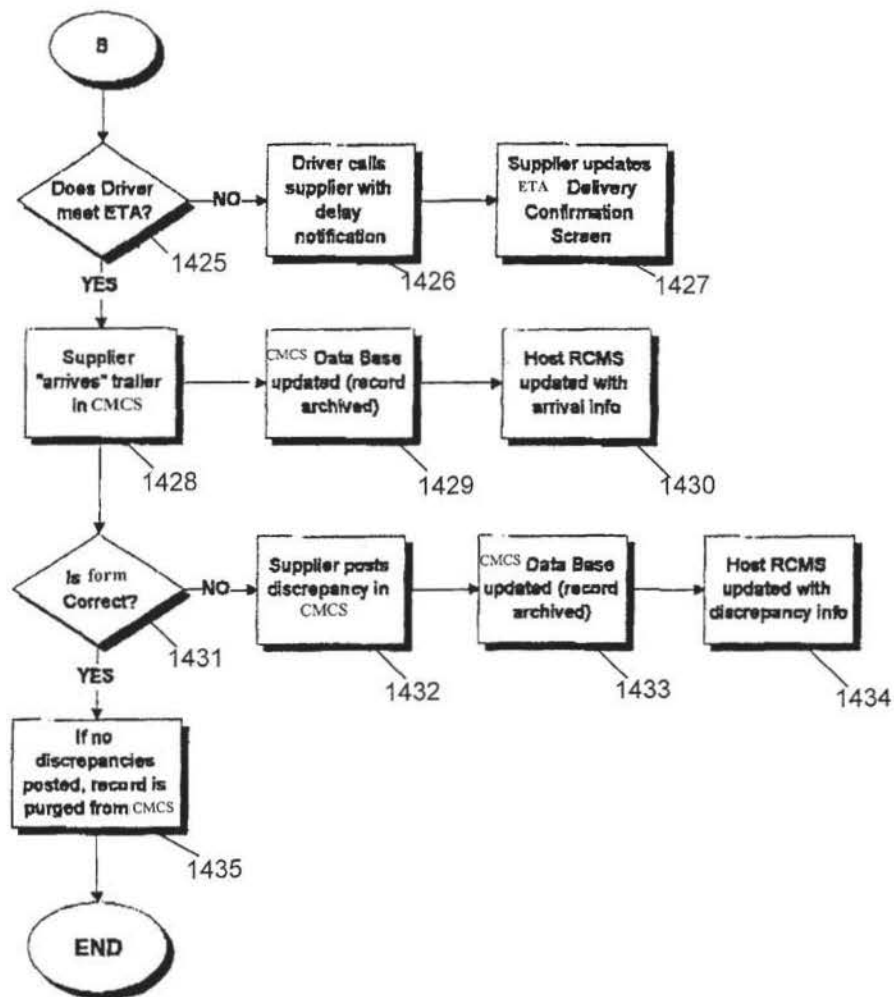 B
Does Driver
meet ETA?
NO
1425
YES
Driver calls
supplier with
delay
notification
1426
Supplier updates
ETA Delivery
Confirmation
Screen
1427
Supplier
"arrives" trailer
in CMCS
1428
CMCS Data Base
updated (record
archived)
1429
Host RCMS
updated with
arrival info
1430
Is form
Correct?
NO
1431
YES
Supplier posts
discrepancy in
CMCS
1432
CMCS Data Base
updated (record
archived)
1433
Host RCMS
updated with
discrepancy info
1434
If no
discrepancies
posted, record is
purged from CMCS
1435
END